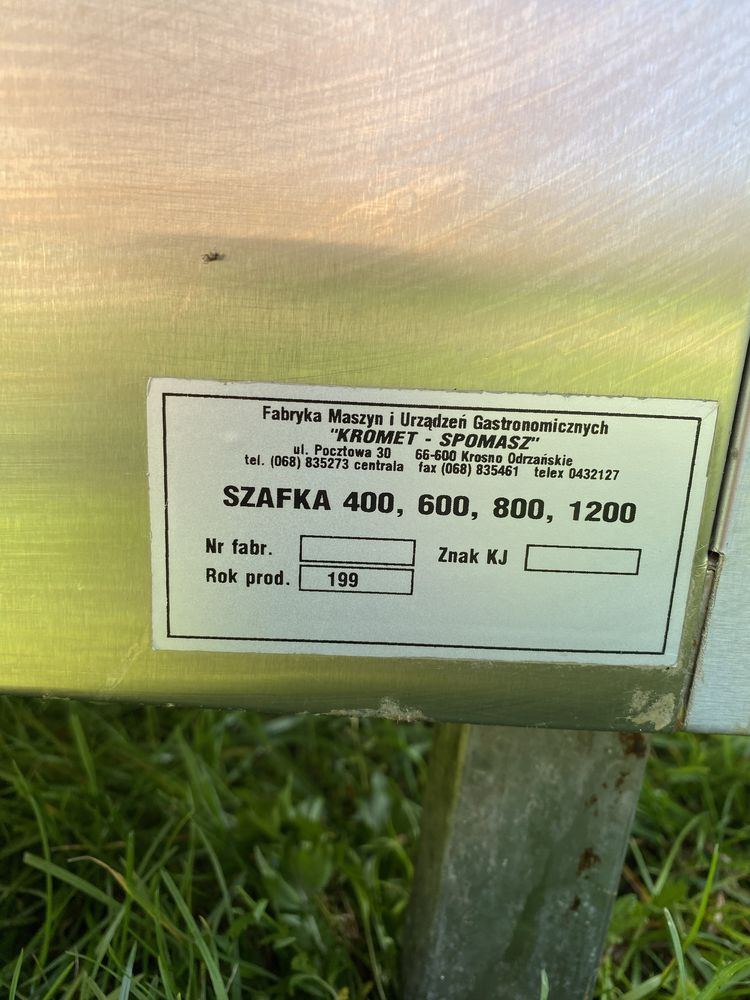 Fabryka Maszyn i Urządzeń Gastronomicznych
"KROMET - SPOMASZ"
ul. Pocztowa 30 66-600 Krosno Odrzańskie
tel. (068) 835273 centrala fax (068) 835461 telex 0432127
SZAFKA 400, 600, 800, 1200
Nr fabr. Znak KJ
Rok prod. 199